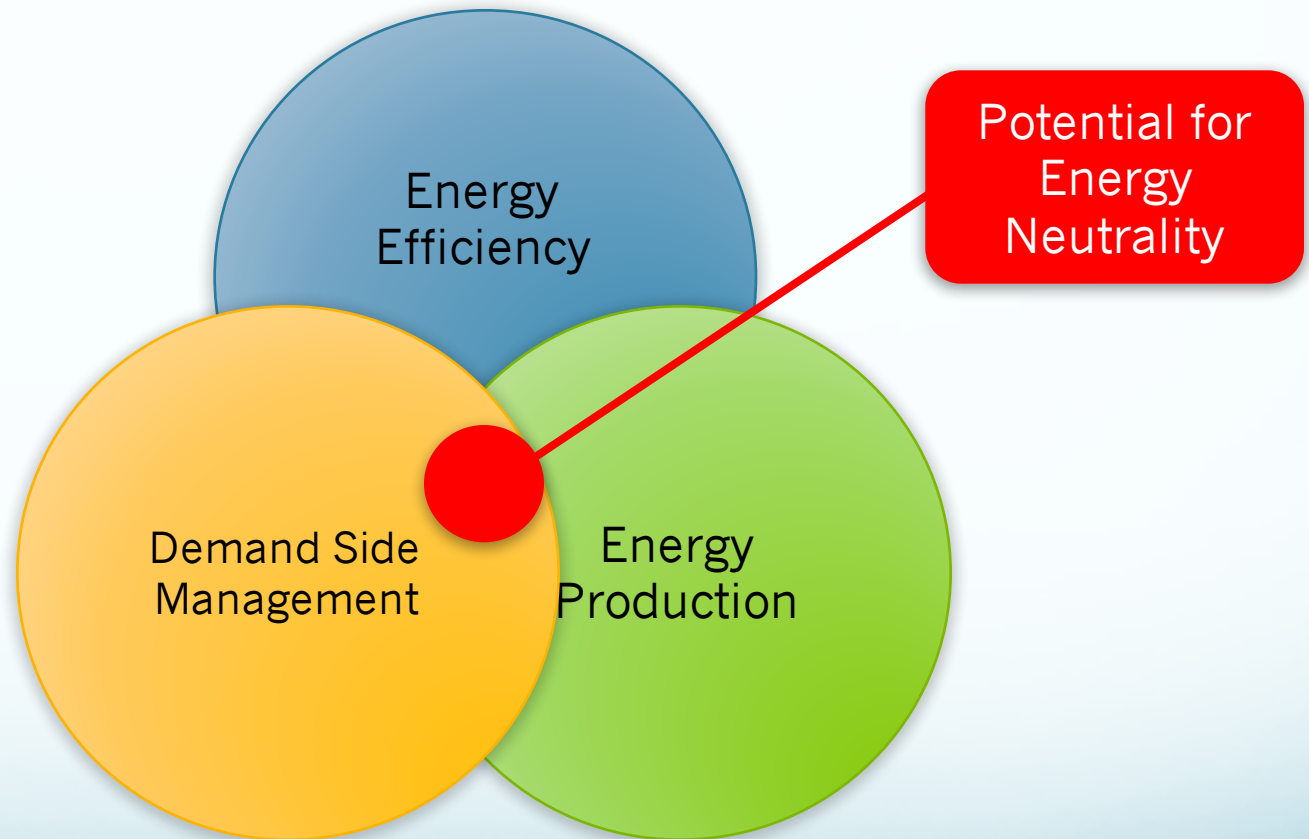 Energy
Efficiency
Potential for
Energy
Neutrality
Demand Side
Management
Energy
Production